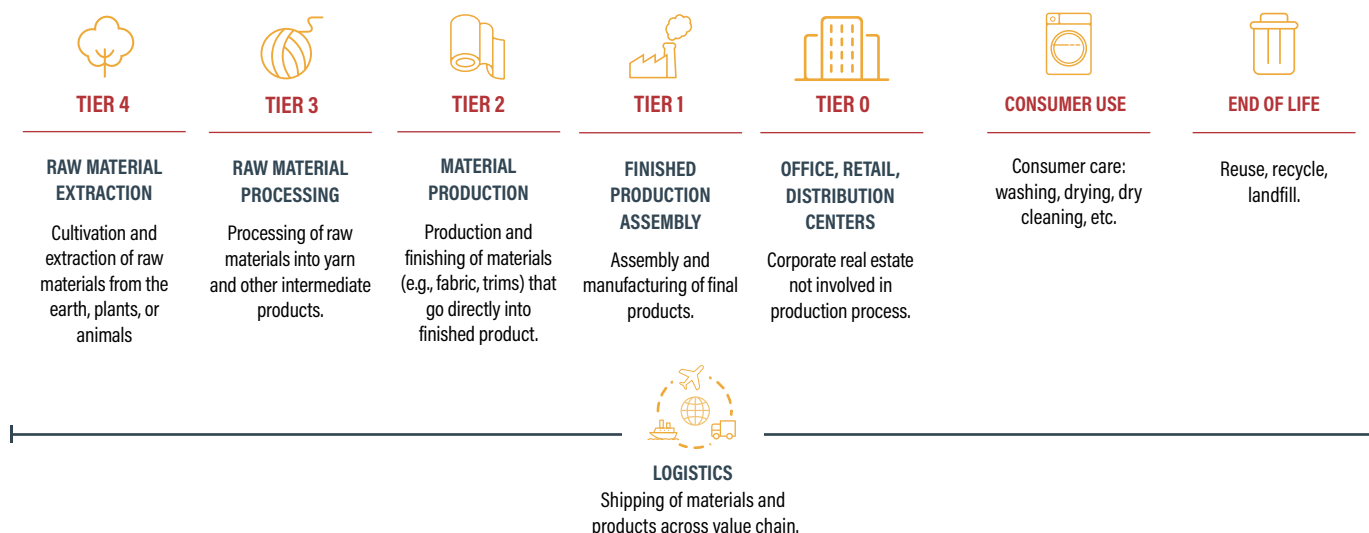 TIER 4
RAW MATERIAL
EXTRACTION
Cultivation and
extraction of raw
materials from the
earth, plants, or
animals
TIER 3
RAW MATERIAL
PROCESSING
Processing of raw
materials into yarn
and other intermediate
products.
TIER 2
MATERIAL
PRODUCTION
Production and
finishing of materials
(e.g., fabric, trims) that
go directly into
finished product.
TIER 1
FINISHED
PRODUCTION
ASSEMBLY
Assembly and
manufacturing of final
products.
TIER 0
OFFICE, RETAIL,
DISTRIBUTION
CENTERS
Corporate real estate
not involved in
production process.
CONSUMER USE
Consumer care:
washing, drying, dry
cleaning, etc.
END OF LIFE
Reuse, recycle,
landfill.
LOGISTICS
Shipping of materials and
products across value chain.